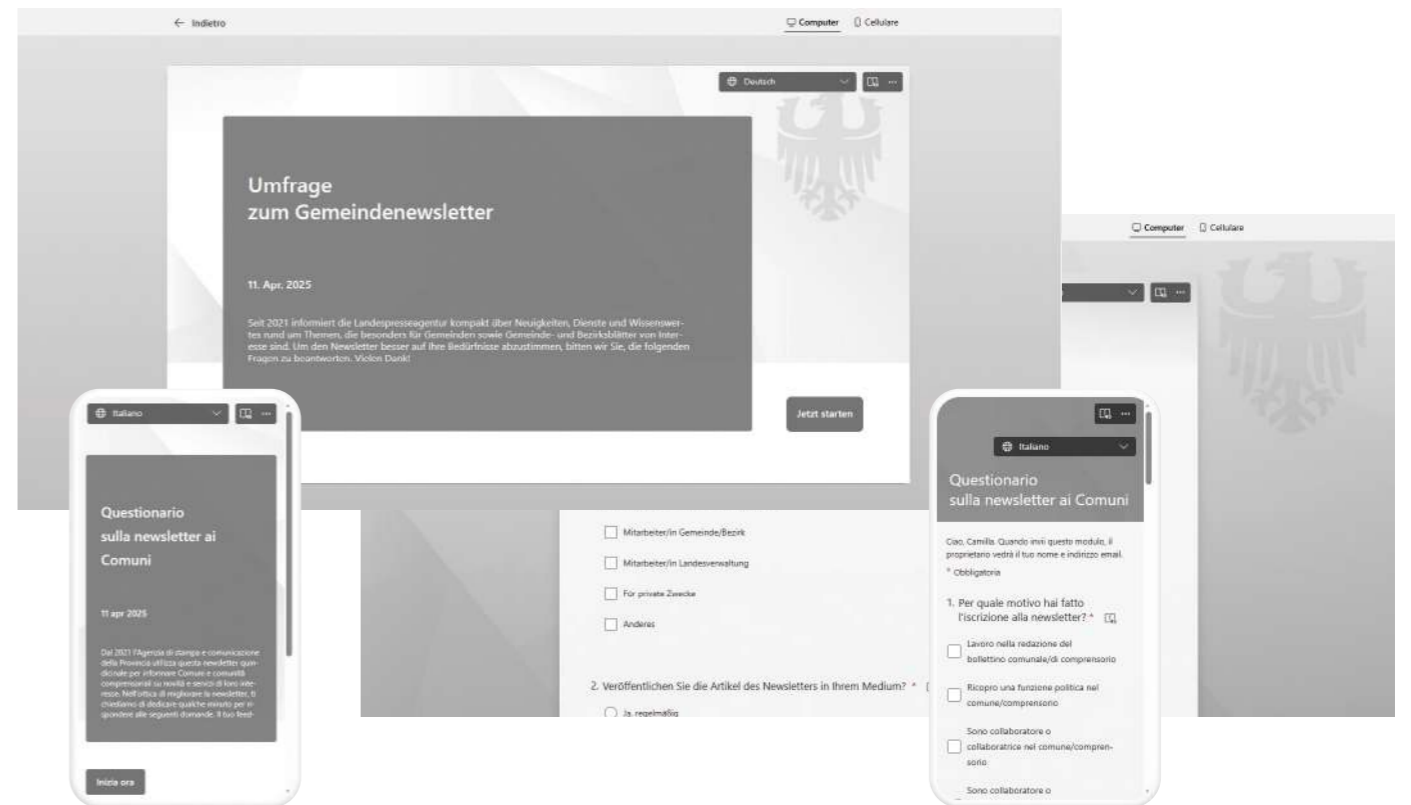 ← Indietro
Computer
Cellulare
Deutsch
Umfrage
zum Gemeindenewsletter
11. Apr. 2025
Seit 2021 informiert die Landespresseagentur kompakt über Neuigkeiten, Dienste und Wissenswer-
tes rund um Themen, die besonders für Gemeinden sowie Gemeinde- und Bezirksblätter von Inter-
esse sind. Um den Newsletter besser auf Ihre Bedürfnisse abzustimmen, bitten wir Sie, die folgenden
Fragen zu beantworten. Vielen Dank!
Jetzt starten
Computer
Cellulare
Italiano
Questionario
sulla newsletter ai
Comuni
11 apr 2025
Dal 2021 l'Agenzia di stampa e comunicazione
della Provincia utilizza questa newsletter quin-
dicinale per informare Comuni e comunità
comprensoriali su novità e servizi di loro inte-
resse. Nell'ottica di migliorare la newsletter, ti
chiediamo di dedicare qualche minuto per ri-
spondere alle seguenti domande. Il tuo feed-
Inizia ora
Mitarbeiter/in Gemeinde/Bezirk
Mitarbeiter/in Landesverwaltung
Für private Zwecke
Anderes
2. Veröffentlichen Sie die Artikel des Newsletters in Ihrem Medium? *
Ja, regelmäßig
Italiano
Questionario
sulla newsletter ai Comuni
Ciao, Camilla. Quando invii questo modulo, il
proprietario vedrà il tuo nome e indirizzo email.
* Obbligatoria
1. Per quale motivo hai fatto
l'iscrizione alla newsletter? *
Lavoro nella redazione del
bollettino comunale/di comprensorio
Ricopro una funzione politica nel
comune/comprensorio
Sono collaboratore o
collaboratrice nel comune/compren-
sorio
Sono collaboratore o